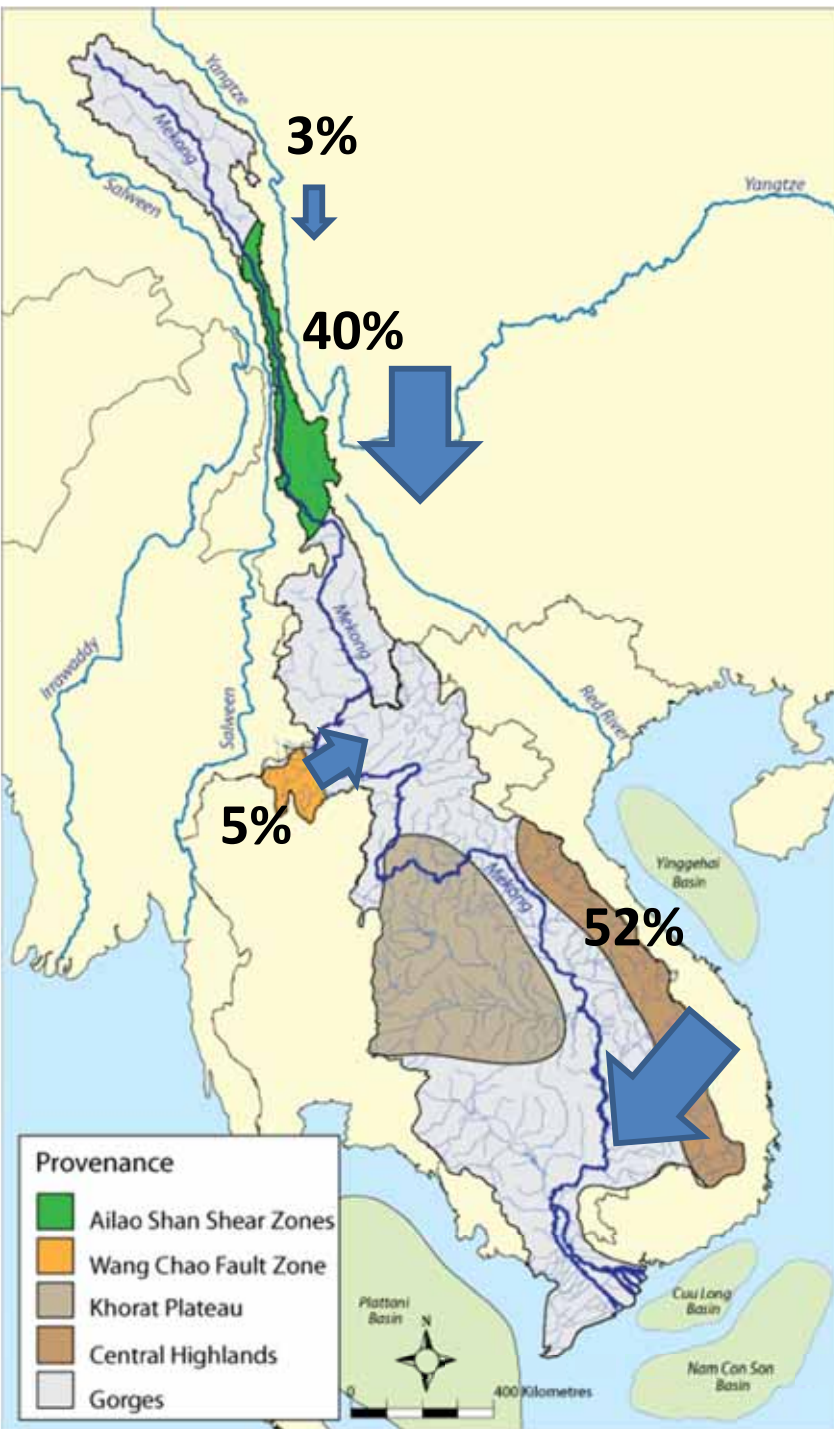 Yangtze
3%
Mekong
Salween
Yangtze
40%
Mekong
Irrawaddy
Salween
Red River
5%
Yinggehai
Basin
Mekong
52%
Provenance
Ailao Shan Shear Zones
Wang Chao Fault Zone
Khorat Plateau
Central Highlands
Gorges
Plattani
Basin
N
0
400 Kilometres
Cuu Long
Basin
Nam Con Son
Basin